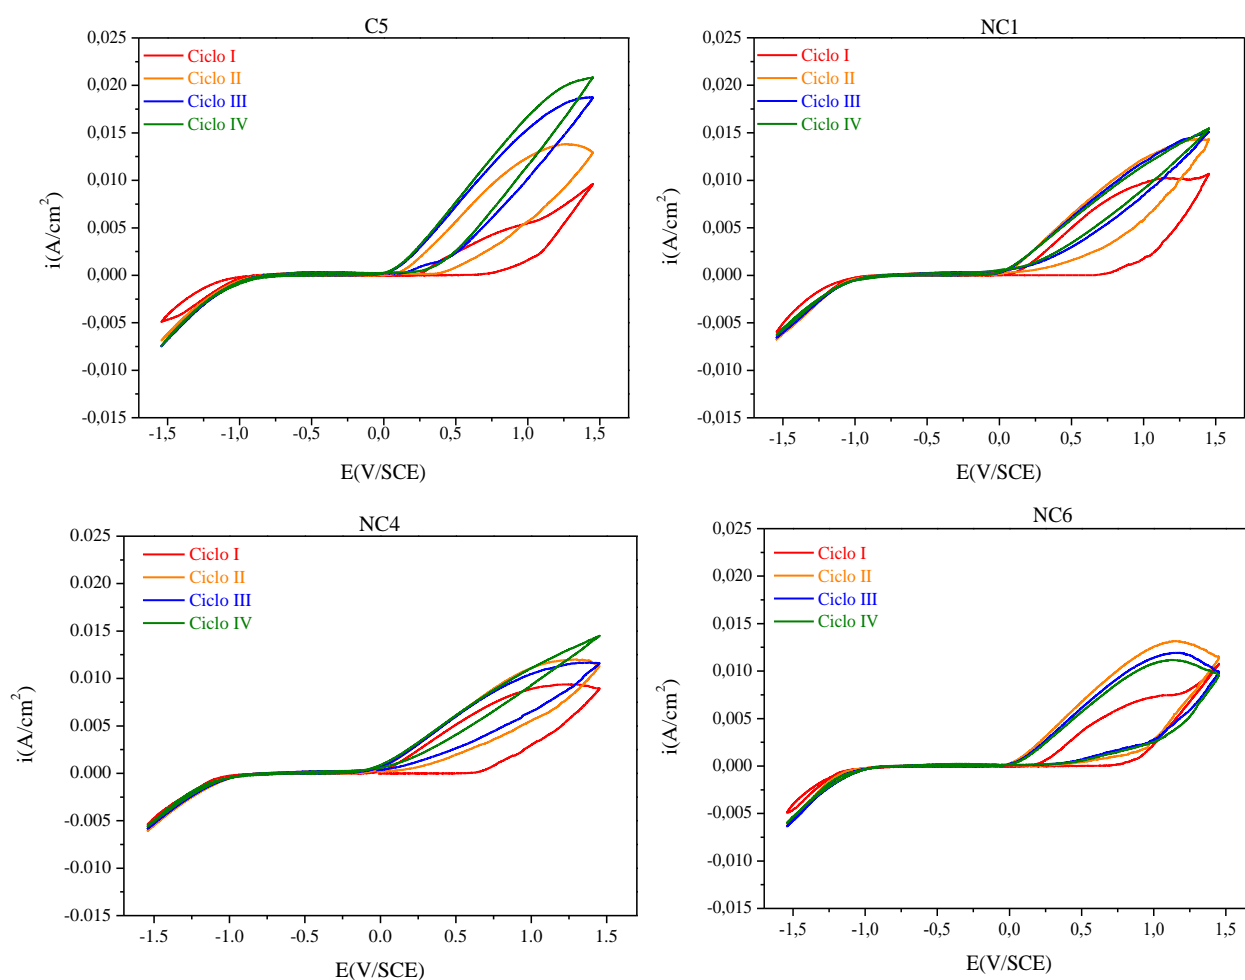 C5
0,025
0,020
0,015
0,010
0,005
0,000
-0,005
-0,010
-0,015
i(A/cm2)
Ciclo I
Ciclo II
Ciclo III
Ciclo IV
-1,5 -1,0 -0,5 0,0 0,5 1,0 1,5
E(V/SCE)
NC1
0,025
0,020
0,015
0,010
0,005
0,000
-0,005
-0,010
-0,015
i(A/cm2)
Ciclo I
Ciclo II
Ciclo III
Ciclo IV
-1,5 -1,0 -0,5 0,0 0,5 1,0 1,5
E(V/SCE)
NC4
0.025
0.020
0.015
0.010
0.005
0.000
-0.005
-0.010
-0.015
i(A/cm2)
Ciclo I
Ciclo II
Ciclo III
Ciclo IV
-1.5 -1.0 -0.5 0.0 0.5 1.0 1.5
E(V/SCE)
NC6
0,025
0,020
0,015
0,010
0,005
0,000
-0,005
-0,010
-0,015
i(A/cm2)
Ciclo I
Ciclo II
Ciclo III
Ciclo IV
-1,5 -1,0 -0,5 0,0 0,5 1,0 1,5
E(V/SCE)